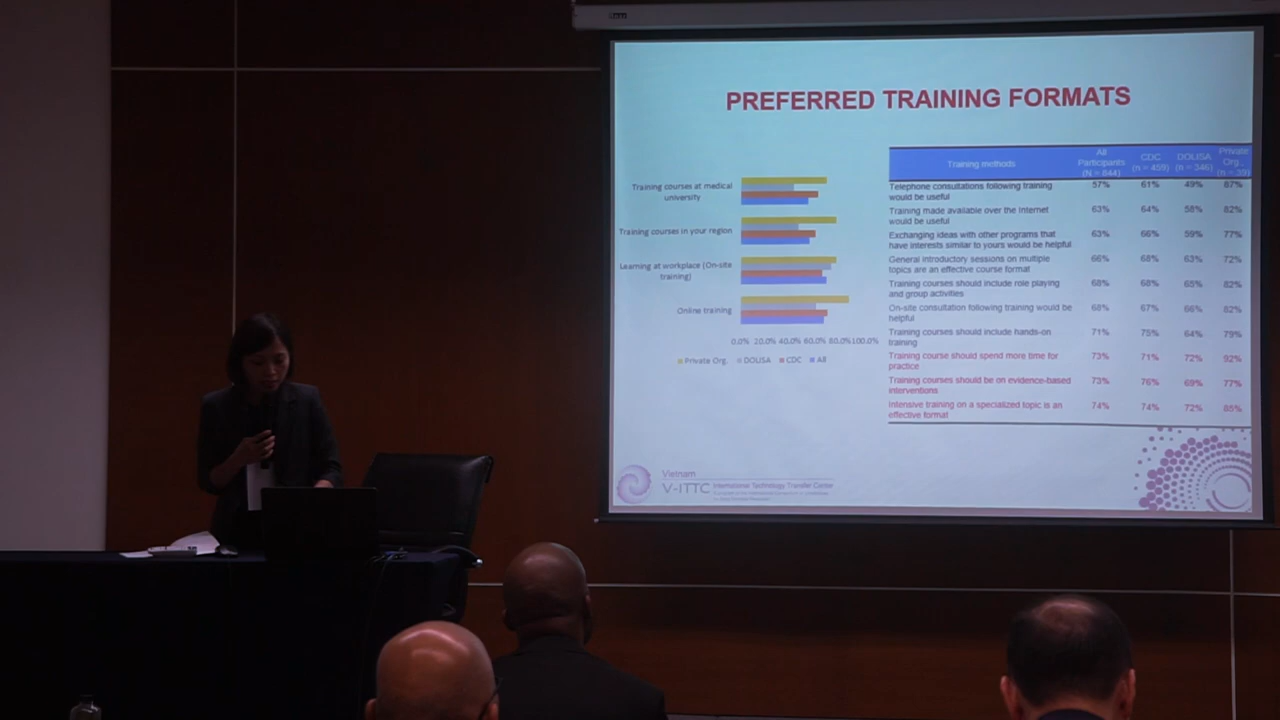 PREFERRED TRAINING FORMATS
Training courses at medical
university
Training courses in your region
Learning at workplace (On-site
training)
Online training
0.0% 20.0% 40.0% 60.0% 80.0% 100.0%
Private Org. DOLISA CDC All
Training methods All Participants (N = 844) CDC (n = 459) DOLISA (n = 346) Private Org., (n = 39)
Telephone consultations following training
would be useful 57% 61% 49% 87%
Training made available over the Internet
would be useful 63% 64% 58% 82%
Exchanging ideas with other programs that
have interests similar to yours would be helpful 63% 66% 59% 77%
General introductory sessions on multiple
topics are an effective course format 66% 68% 63% 72%
Training courses should include role playing
and group activities 68% 68% 65% 82%
On-site consultation following training would be
helpful 68% 67% 66% 82%
Training courses should include hands-on
training 71% 75% 64% 79%
Training course should spend more time for
practice 73% 71% 72% 92%
Training courses should be on evidence-based
interventions 73% 76% 69% 77%
Intensive training on a specialized topic is an
effective format 74% 74% 72% 85%
Vietnam
V-ITTC International Technology Transfer Center